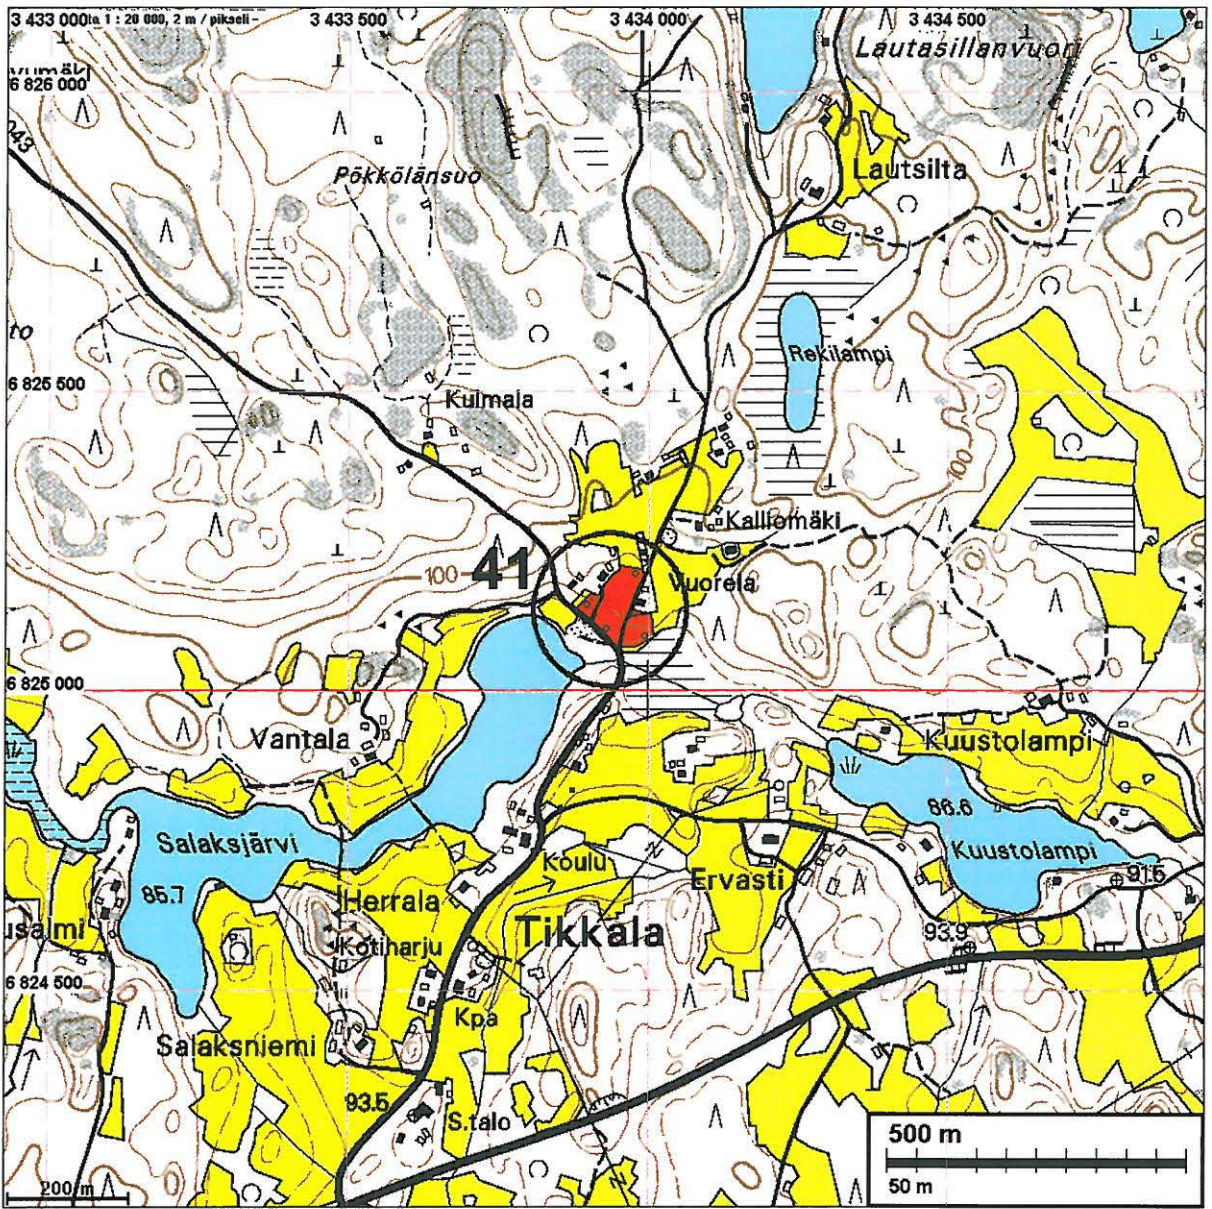 3 433 000
ta 1 : 20 000, 2 m / pikseli -
3 433 500
3 434 000
3 434 500
Lautasillanvuori
6 825 000
Pökkölänsuo
Lautsilta
to
Rekilampi
6 825 500
Kulmala
100
Kalliomäki
100
41
Vuorela
6 825 000
Vantala
Kuustolampi
86.6
Salaksjärvi
Koulu
Kuustolampi
Ervasti
91.6
85.7
Herrala
usalmi
Kotiharju
Tikkala
93.9
6 824 500
Kpa
Salaksniemi
93.5
S.talo
500 m
50 m
200 m